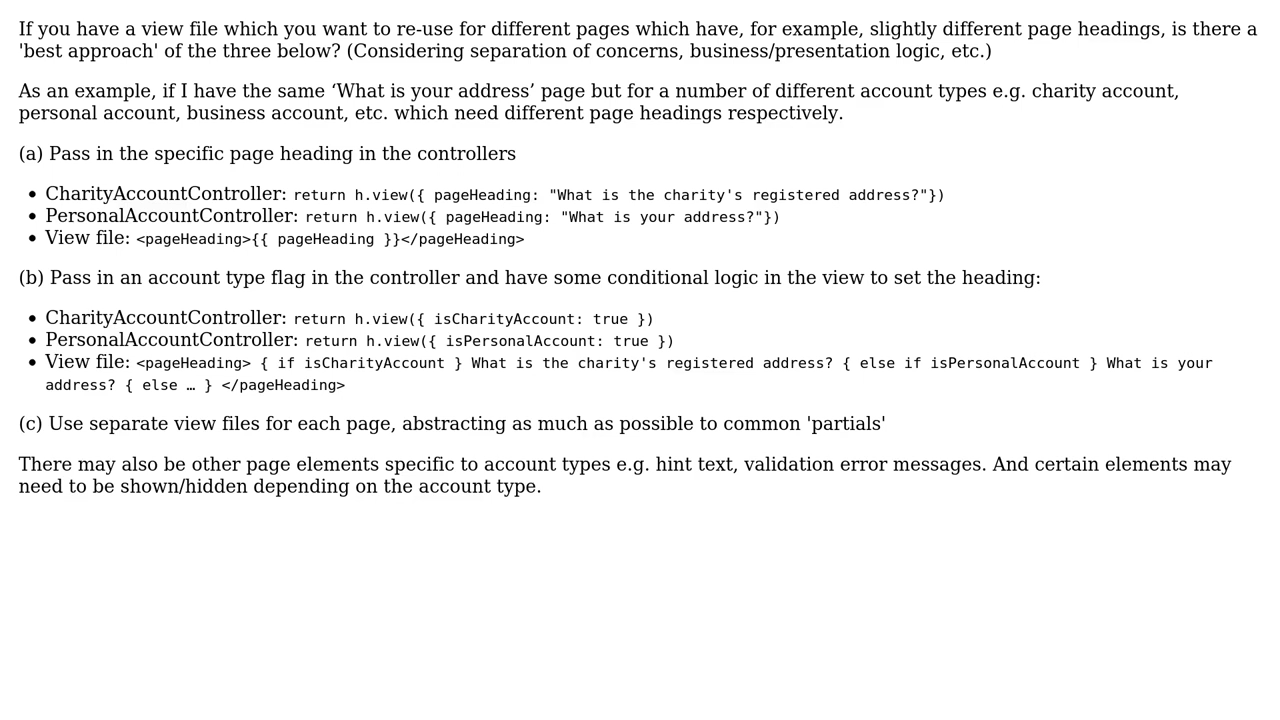 If you have a view file which you want to re-use for different pages which have, for example, slightly different page headings, is there a
'best approach' of the three below? (Considering separation of concerns, business/presentation logic, etc.)
As an example, if I have the same ‘What is your address’ page but for a number of different account types e.g. charity account,
personal account, business account, etc. which need different page headings respectively.
(a) Pass in the specific page heading in the controllers
• CharityAccountController: return h.view({ pageHeading: "What is the charity's registered address?"})
• PersonalAccountController: return h.view({ pageHeading: "What is your address?"})
• View file: <pageHeading>{{ pageHeading }}</pageHeading>
(b) Pass in an account type flag in the controller and have some conditional logic in the view to set the heading:
• CharityAccountController: return h.view({ isCharityAccount: true })
• PersonalAccountController: return h.view({ isPersonalAccount: true })
• View file: <pageHeading> { if isCharityAccount } What is the charity's registered address? { else if isPersonalAccount } What is your
address? { else … } </pageHeading>
(c) Use separate view files for each page, abstracting as much as possible to common 'partials'
There may also be other page elements specific to account types e.g. hint text, validation error messages. And certain elements may
need to be shown/hidden depending on the account type.